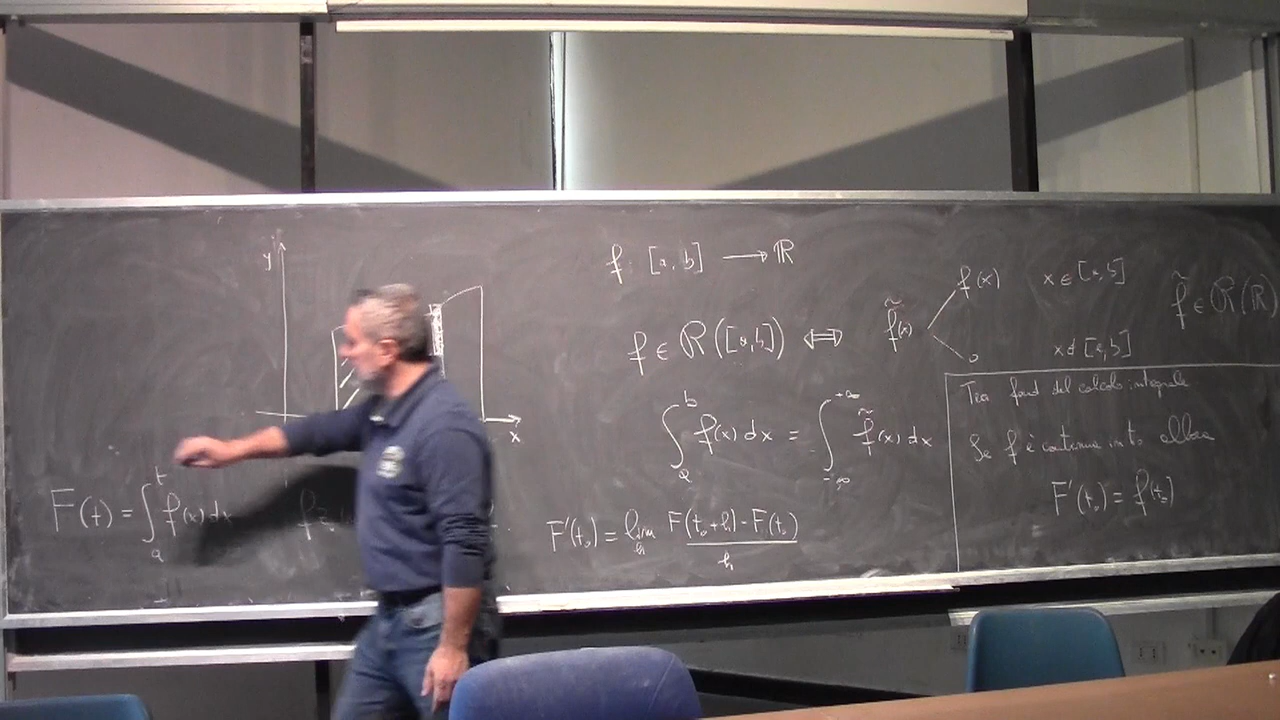 y
x
F(t) = ∫ₐᵗ f(x) dx
f : [a, b] → ℝ
f ∈ R([a,b]) ⇔ f̃(x)
f(x) x ∈ [a, b]
0 x ∉ [a, b]
f̃ ∈ R(ℝ)
∫ₐᵇ f(x) dx = ∫₋∞⁺∞ f̃(x) dx
F'(t₀) = lim_h (F(t₀+h) - F(t₀)) / h
Teo fond del calcolo integrale
Se f è continua in t₀ allora
F'(t₀) = f(t₀)